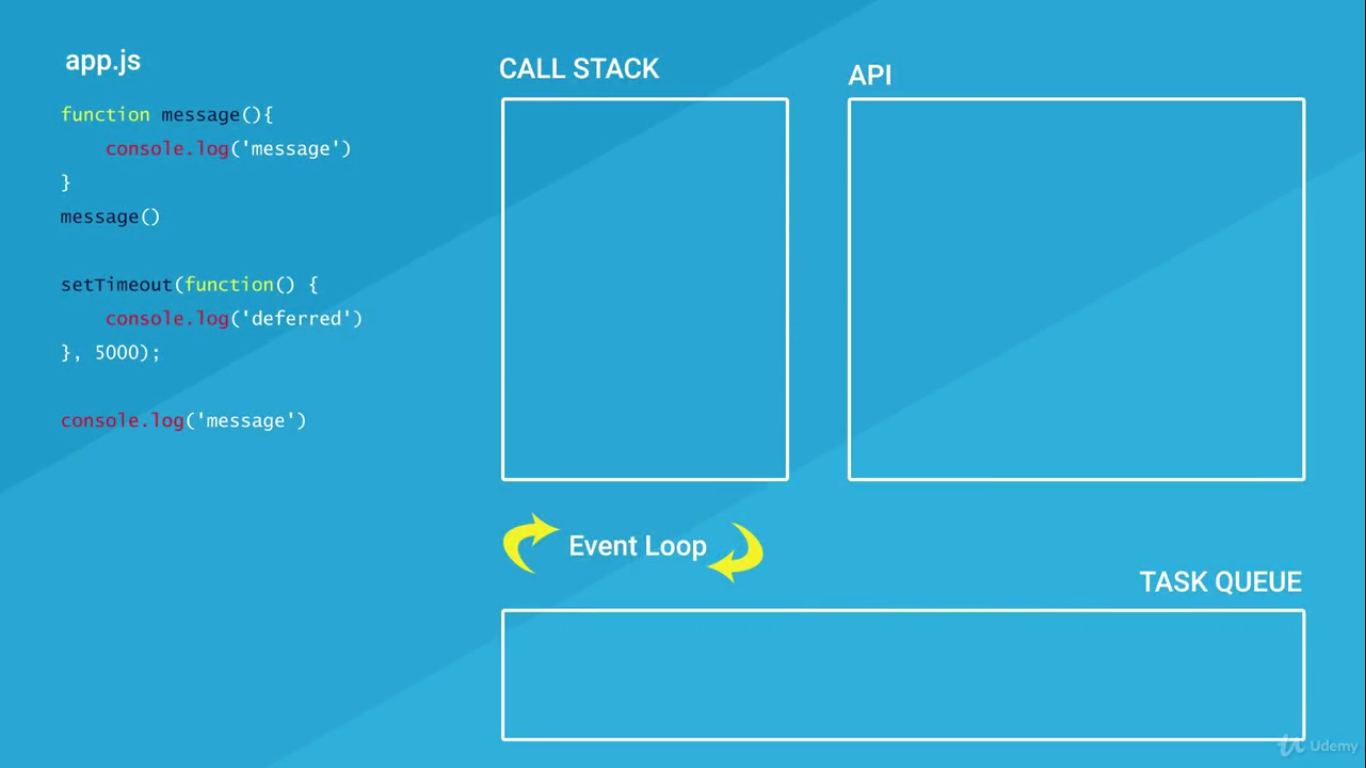 app.js
function message(){
console.log('message')
}
message()
setTimeout(function() {
console.log('deferred')
}, 5000);
console.log('message')
CALL STACK
API
Event Loop
TASK QUEUE
Udemy